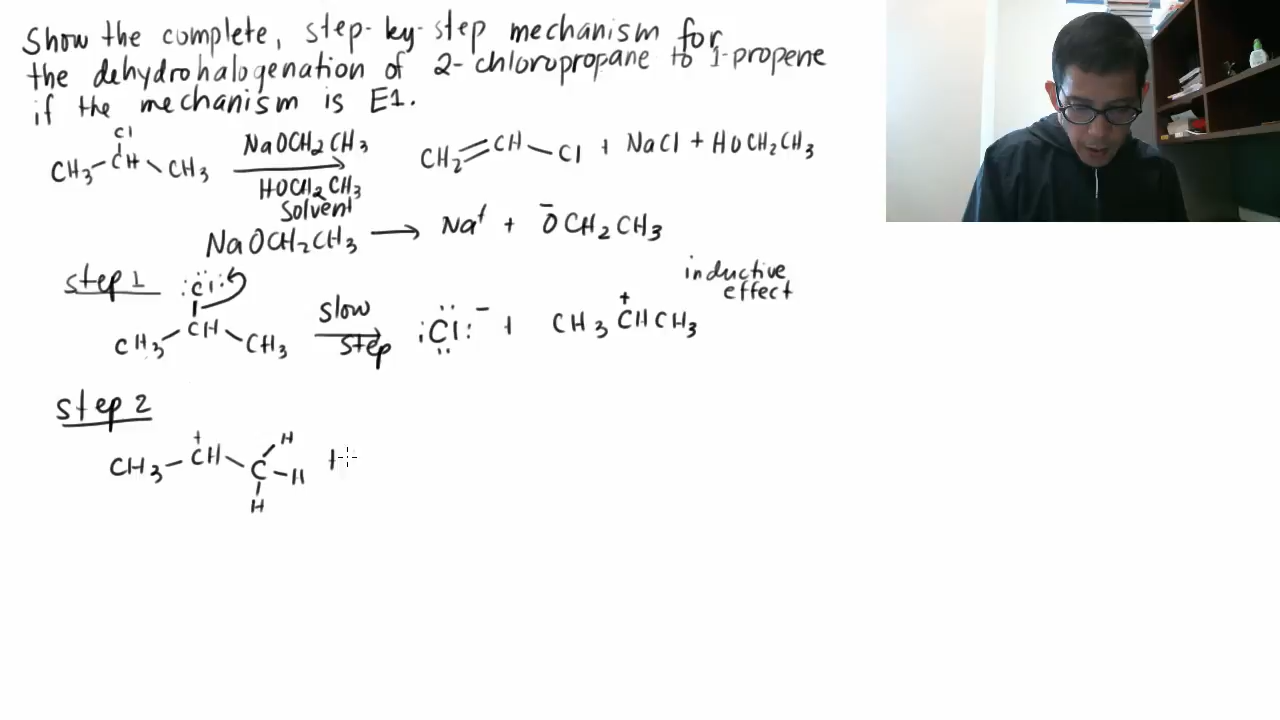 Show the complete, step-by-step mechanism for
the dehydrohalogenation of 2-chloropropane to 1-propene
if the mechanism is E1.
Cl
CH3-CH-CH3
NaOCH2CH3
HOCH2CH3
Solvent
CH2=CH-Cl + NaCl + HOCH2CH3
NaOCH2CH3 → Na+ + -OCH2CH3
step 1
:Cl:
CH3 CH CH3
slow
step
:Cl:- + CH3 +CHCH3
inductive
effect
step 2
CH3-+CH-C-H +
H
H